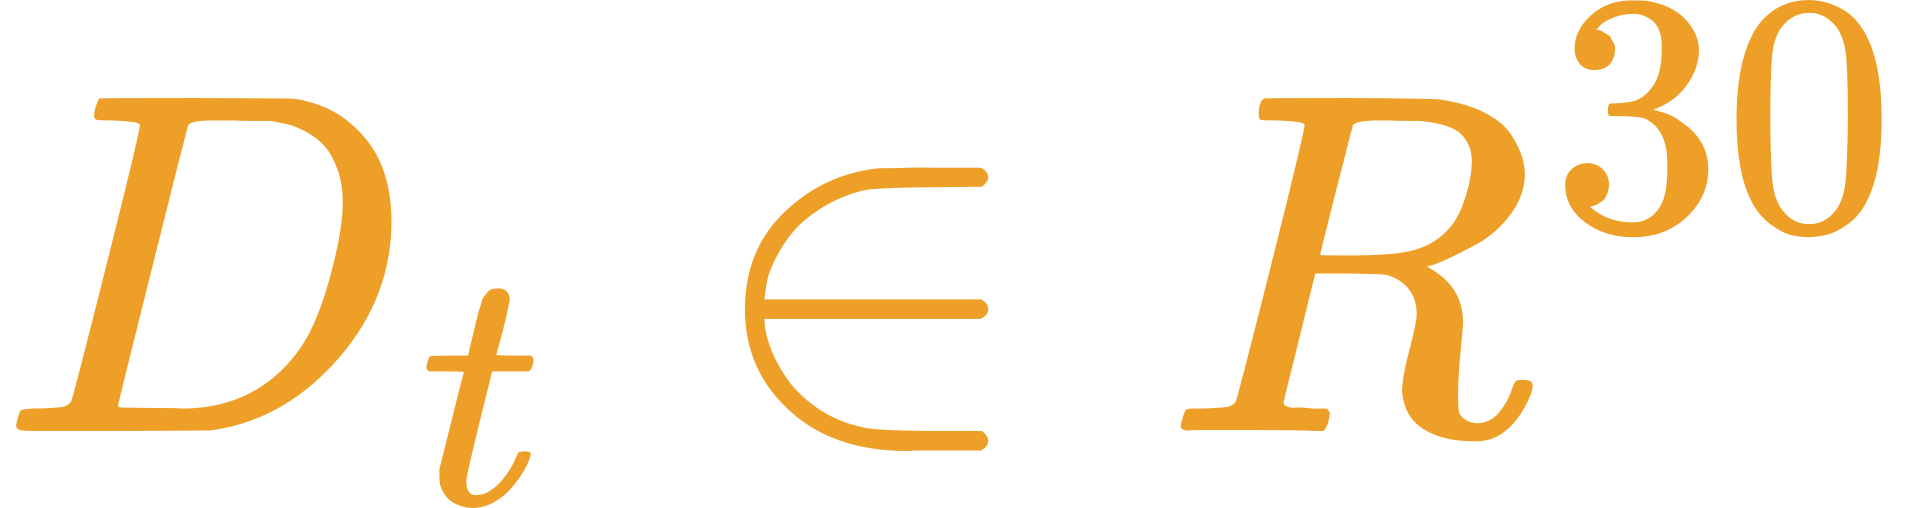 D_t ∈ R^30